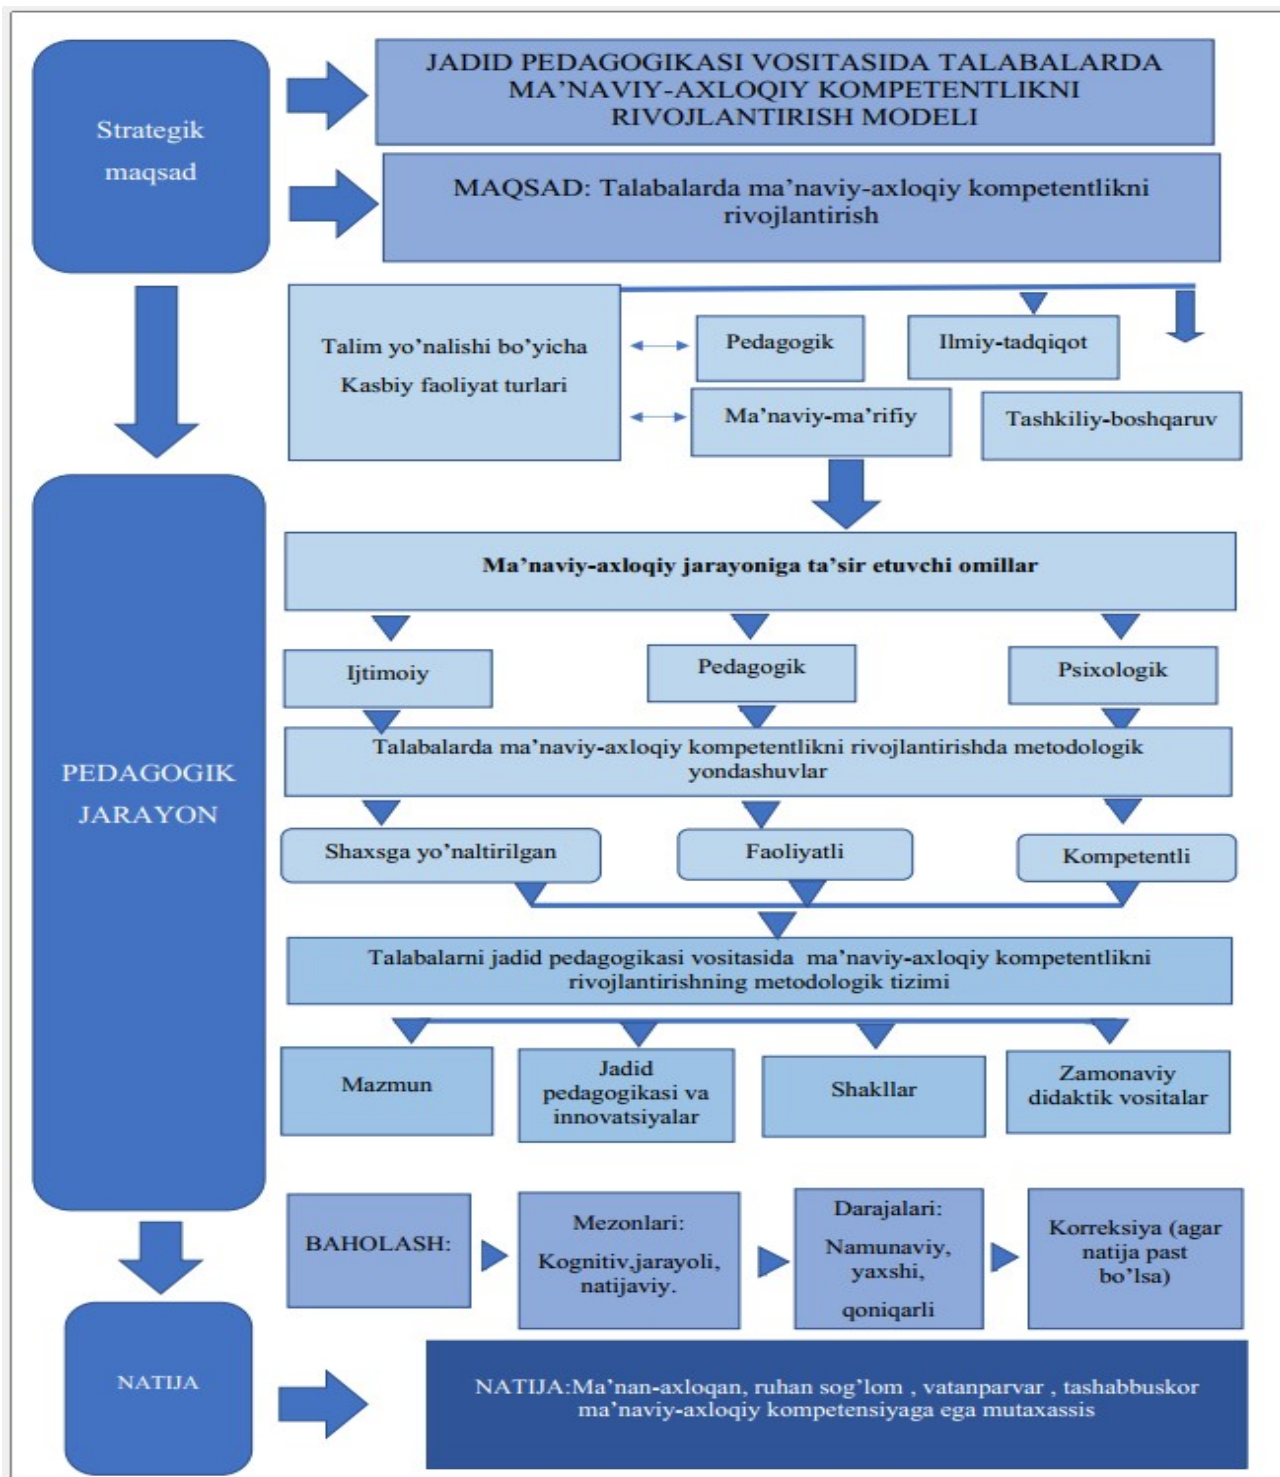 Strategik
maqsad
JADID PEDAGOGIKASI VOSITASIDA TALABALARDA
MA’NAVIY-AXLOQIY KOMPETENTLIKNI
RIVOJLANTIRISH MODELI
MAQSAD: Talabalarda ma’naviy-axloqiy kompetentlikni
rivojlantirish
Talim yo’nalishi bo’yicha
Kasbiy faoliyat turlari
Pedagogik
Ilmiy-tadqiqot
Ma’naviy-ma’rifiy
Tashkiliy-boshqaruv
PEDAGOGIK
JARAYON
Ma’naviy-axloqiy jarayoniga ta’sir etuvchi omillar
Ijtimoiy
Pedagogik
Psixologik
Talabalarda ma’naviy-axloqiy kompetentlikni rivojlantirishda metodologik
yondashuvlar
Shaxsga yo’naltirilgan
Faoliyatli
Kompetentli
Talabalarni jadid pedagogikasi vositasida ma’naviy-axloqiy kompetentlikni
rivojlantirishning metodologik tizimi
Mazmun
Jadid
pedagogikasi va
innovatsiyalar
Shakllar
Zamonaviy
didaktik vositalar
BAHOLASH:
Mezonlari:
Kognitiv,jarayoli,
natijaviy.
Darajalari:
Namunaviy,
yaxshi,
qoniqarli
Korreksiya (agar
natija past
bo’lsa)
NATIJA
NATIJA:Ma’nan-axloqan, ruhan sog’lom , vatanparvar , tashabbuskor
ma’naviy-axloqiy kompetensiyaga ega mutaxassis